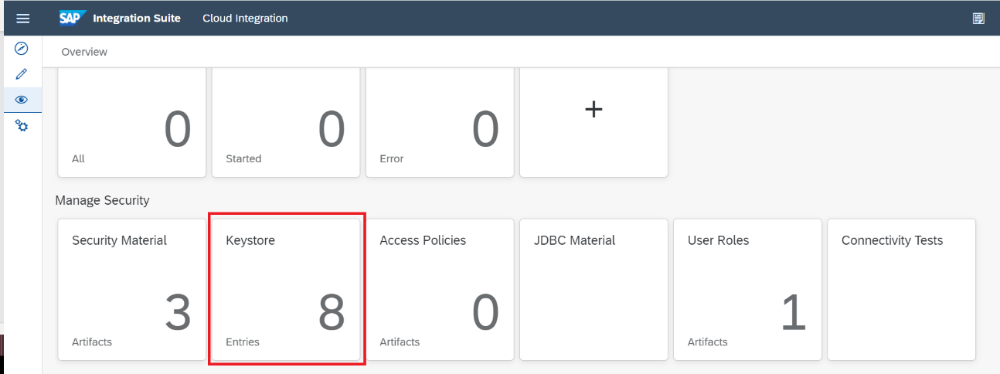 SAP Integration Suite Cloud Integration
Overview
0 0 0 +
All Started Error
Manage Security
Security Material Keystore Access Policies JDBC Material User Roles Connectivity Tests
3 8 0 1
Artifacts Entries Artifacts Artifacts